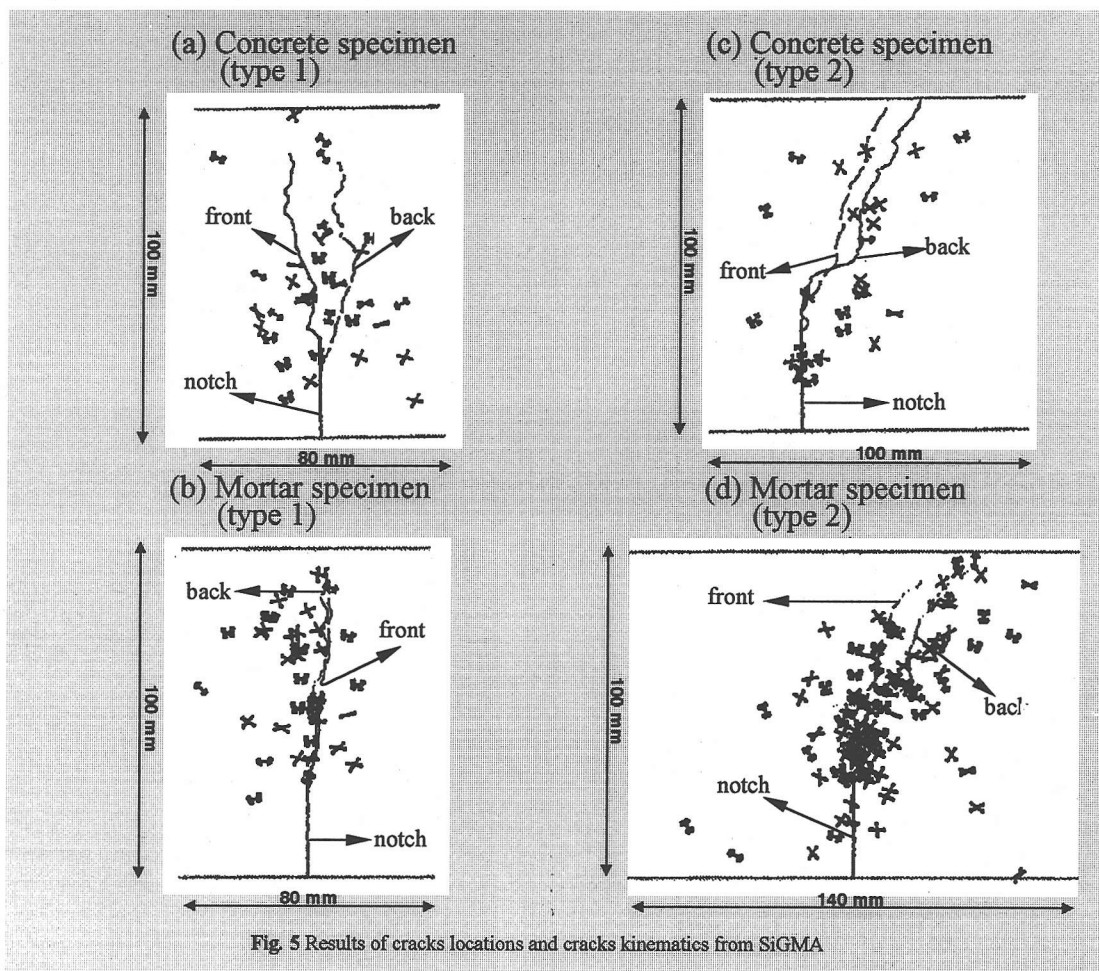 (a) Concrete specimen
(type 1)
100 mm
front
back
notch
80 mm
(c) Concrete specimen
(type 2)
100 mm
front
back
notch
100 mm
(b) Mortar specimen
(type 1)
100 mm
back
front
notch
80 mm
(d) Mortar specimen
(type 2)
100 mm
front
back
notch
140 mm
Fig. 5 Results of cracks locations and cracks kinematics from SiGMA